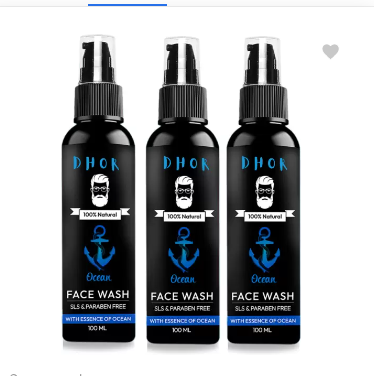 DHOR
100% Natural
Ocean
FACE WASH
SLS & PARABEN FREE
WITH ESSENCE OF OCEAN
100 ML
DHOR
100% Natural
Ocean
FACE WASH
SLS & PARABEN FREE
WITH ESSENCE OF OCEAN
100 ML
DHOR
100% Natural
Ocean
FACE WASH
SLS & PARABEN FREE
WITH ESSENCE OF OCEAN
100 ML